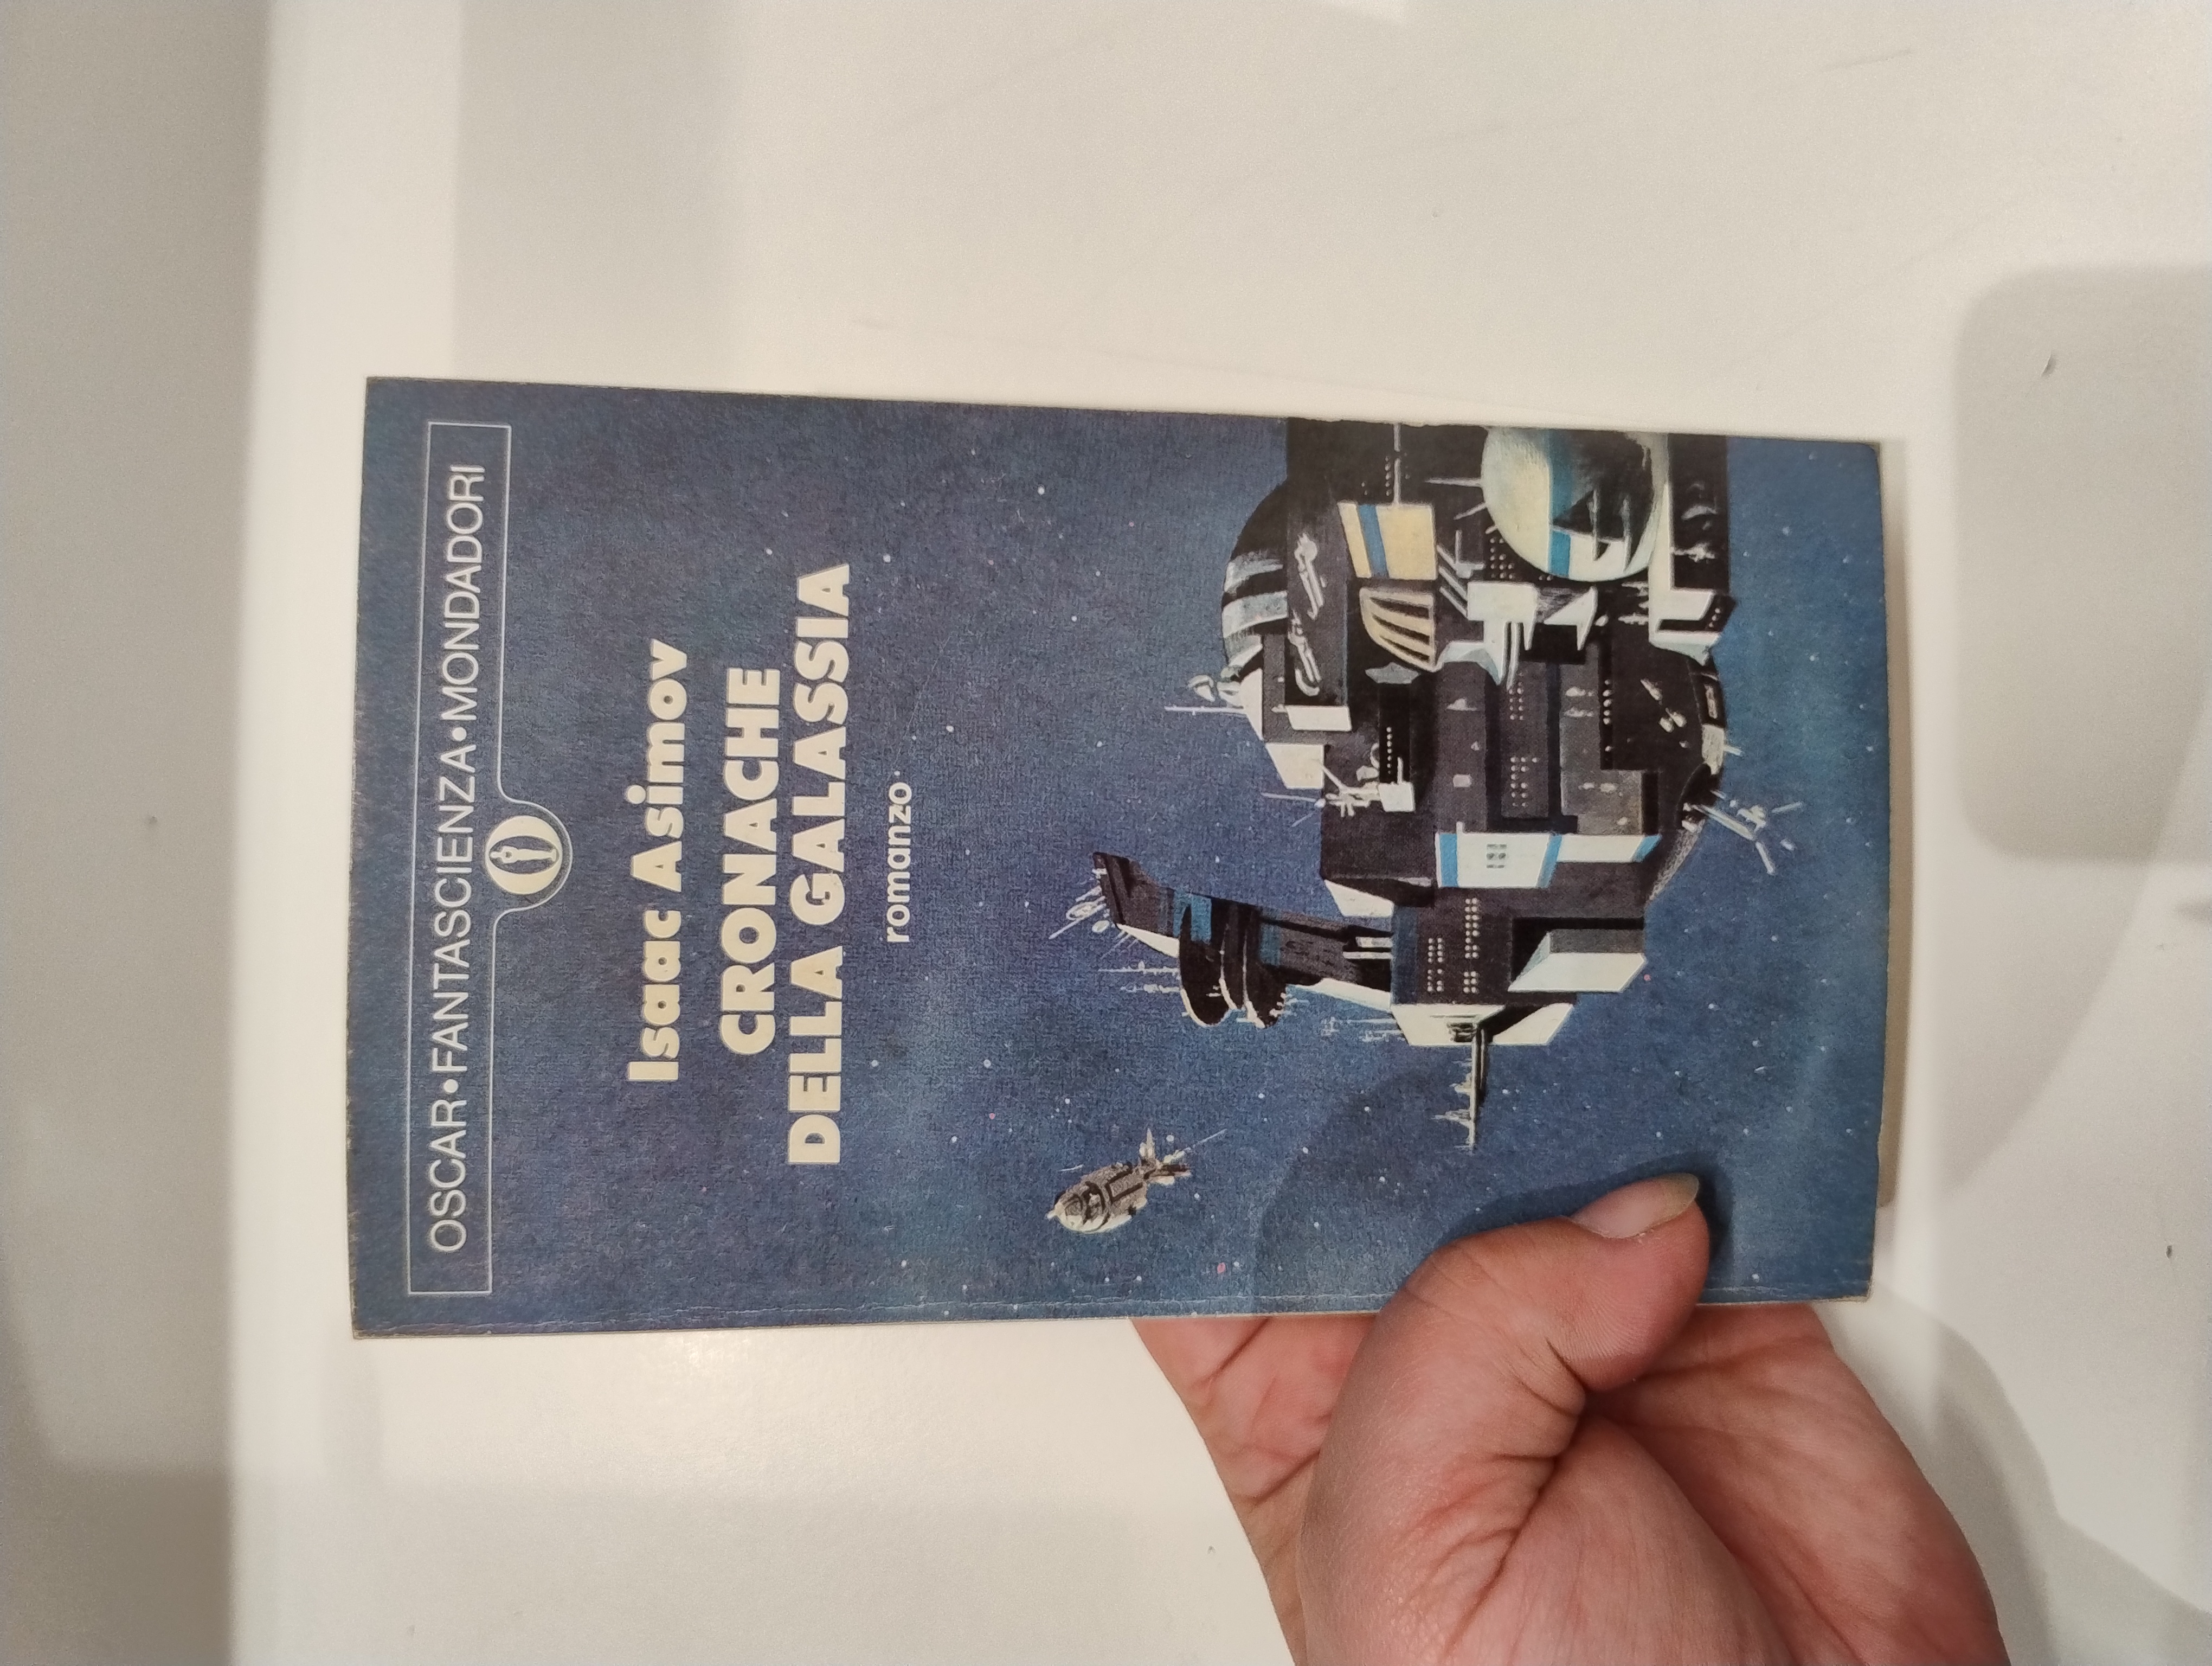 OSCAR•FANTASCIENZA•MONDADORI
Isaac Asimov
CRONACHE
DELLA GALASSIA
romanzo